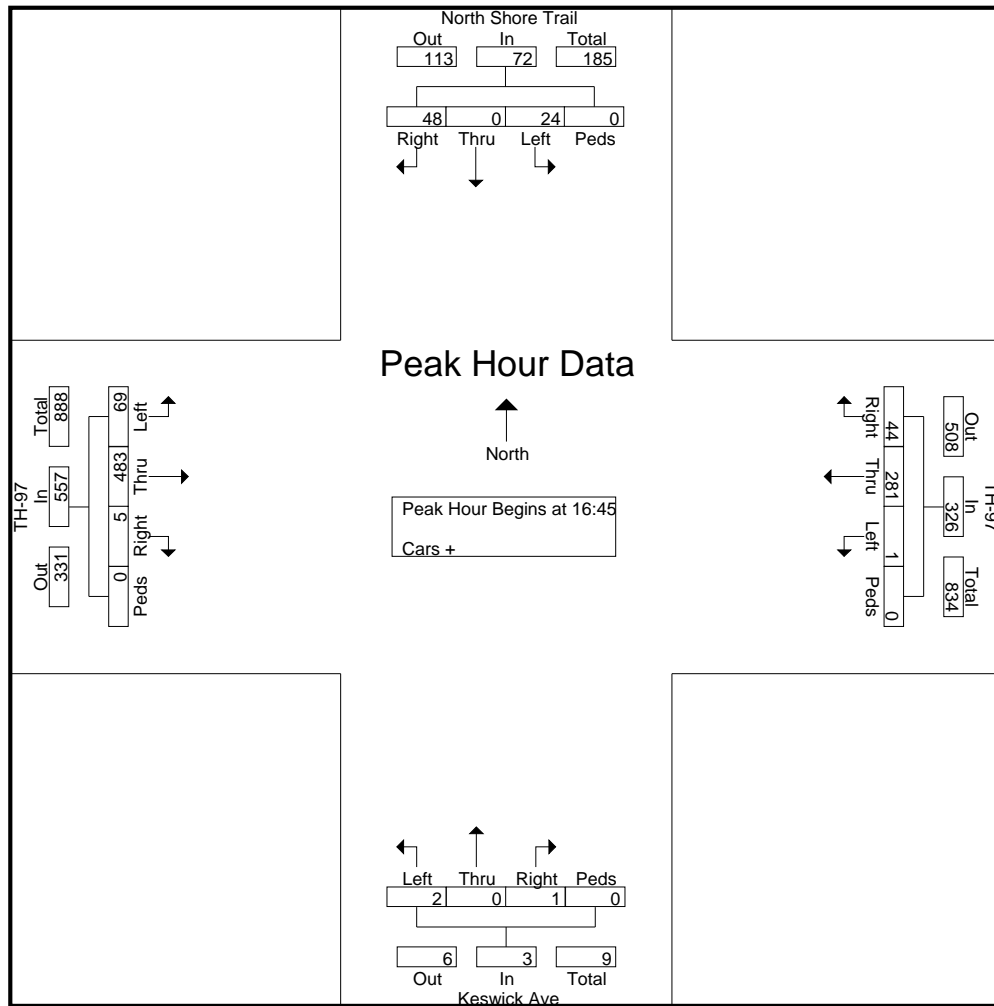 North Shore Trail
Out In Total
113 72 185
48 0 24 0
Right Thru Left Peds
Peak Hour Data
North
Peak Hour Begins at 16:45
Cars +
TH-97
Total In Out
888 557 331
69 483 5 0
Left Thru Right Peds
Right Thru Left Peds
44 281 1 0
Out In Total
508 326 834
TH-97
Left Thru Right Peds
2 0 1 0
6 3 9
Out In Total
Keswick Ave